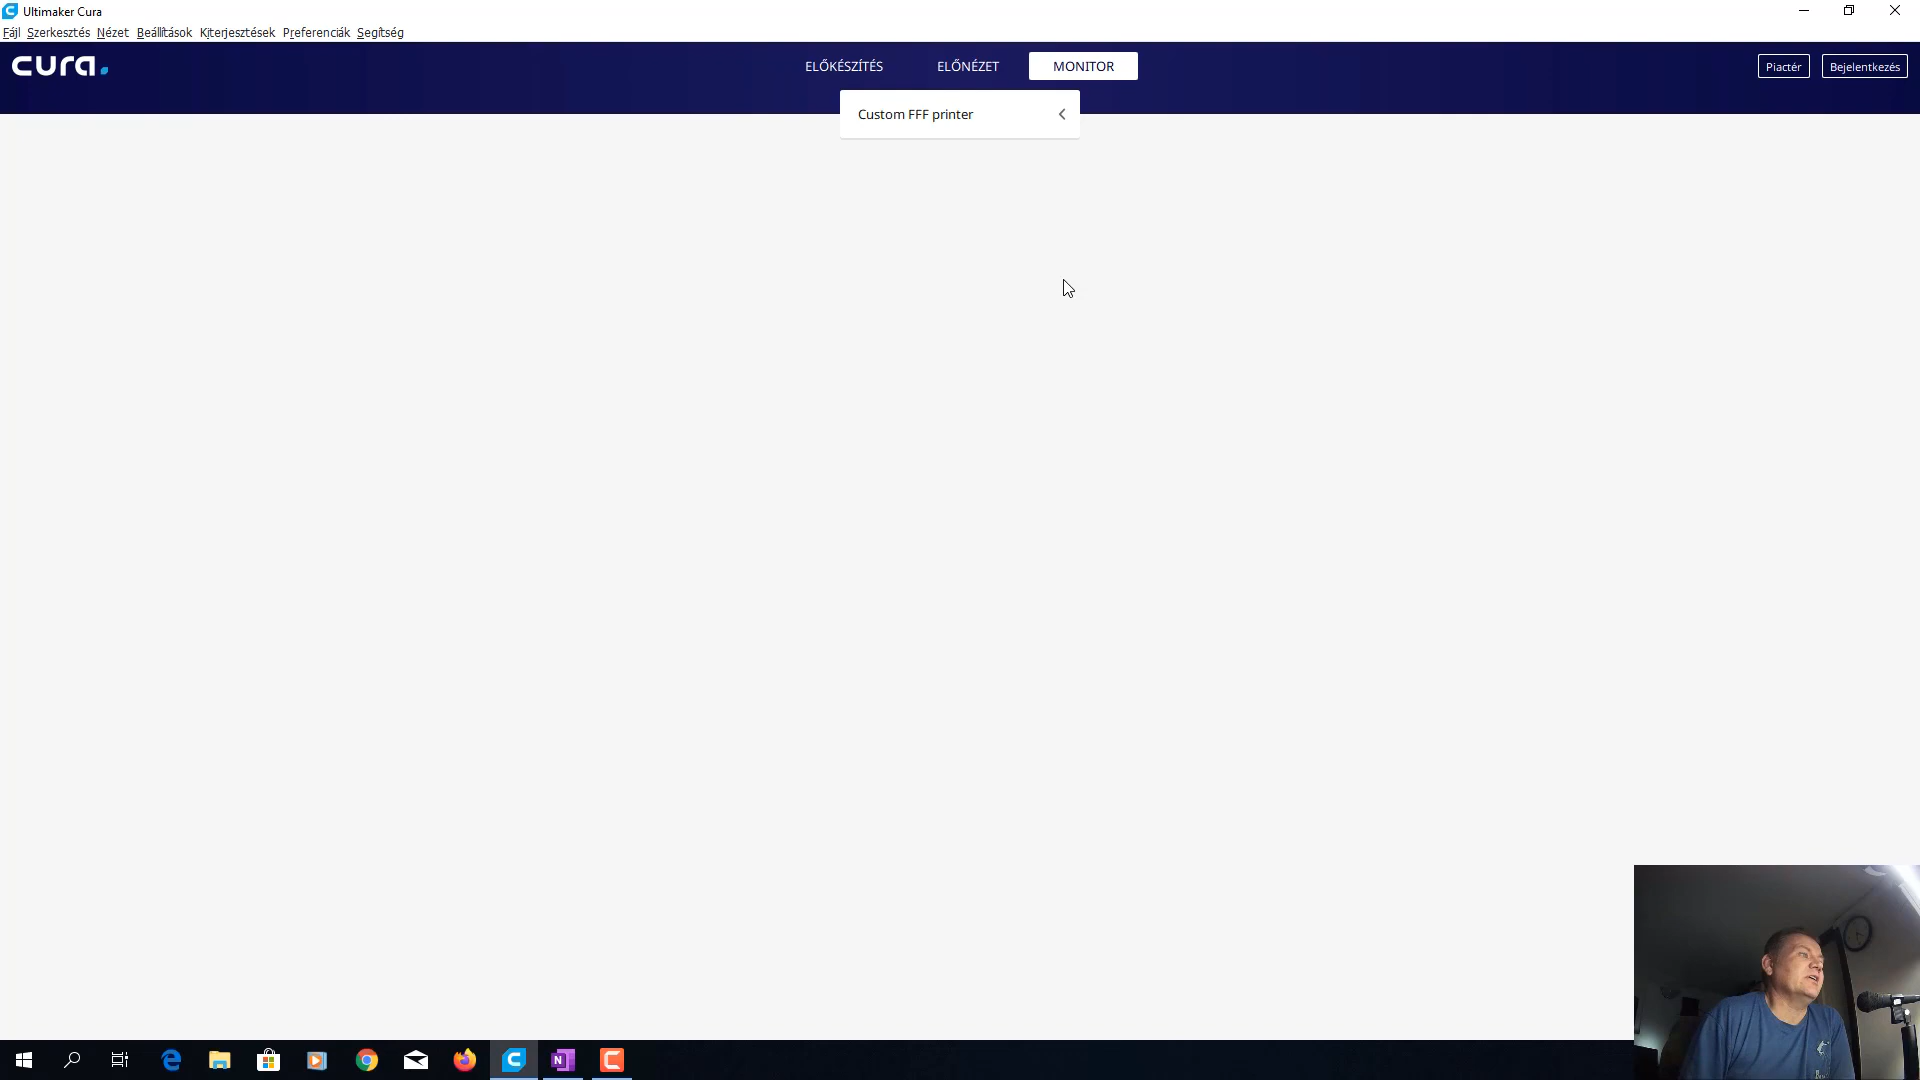 Ultimaker Cura
Fájl Szerkesztés Nézet Beállítások Kiterjesztések Preferenciák Segítség
cura.
ELŐKÉSZÍTÉS ELŐNÉZET MONITOR
Piactér Bejelentkezés
Custom FFF printer